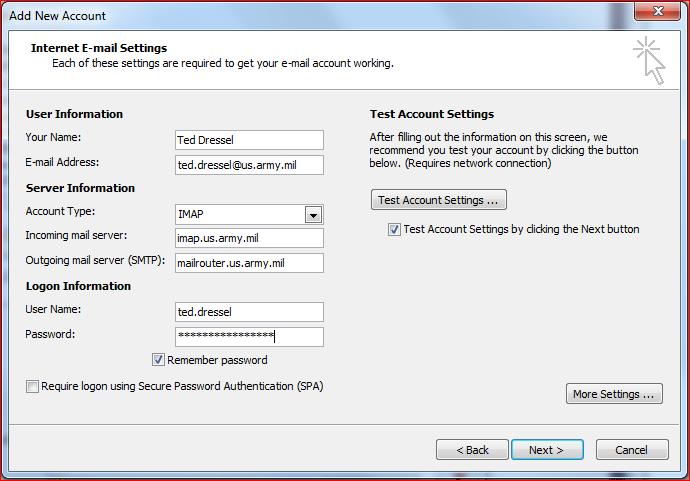 Add New Account
Internet E-mail Settings
Each of these settings are required to get your e-mail account working.
User Information
Your Name: Ted Dressel
E-mail Address: ted.dressel@us.army.mil
Server Information
Account Type: IMAP
Incoming mail server: imap.us.army.mil
Outgoing mail server (SMTP): mailrouter.us.army.mil
Logon Information
User Name: ted.dressel
Password: ****************
Remember password
Require logon using Secure Password Authentication (SPA)
Test Account Settings
After filling out the information on this screen, we
recommend you test your account by clicking the button
below. (Requires network connection)
Test Account Settings ...
Test Account Settings by clicking the Next button
More Settings ...
< Back
Next >
Cancel